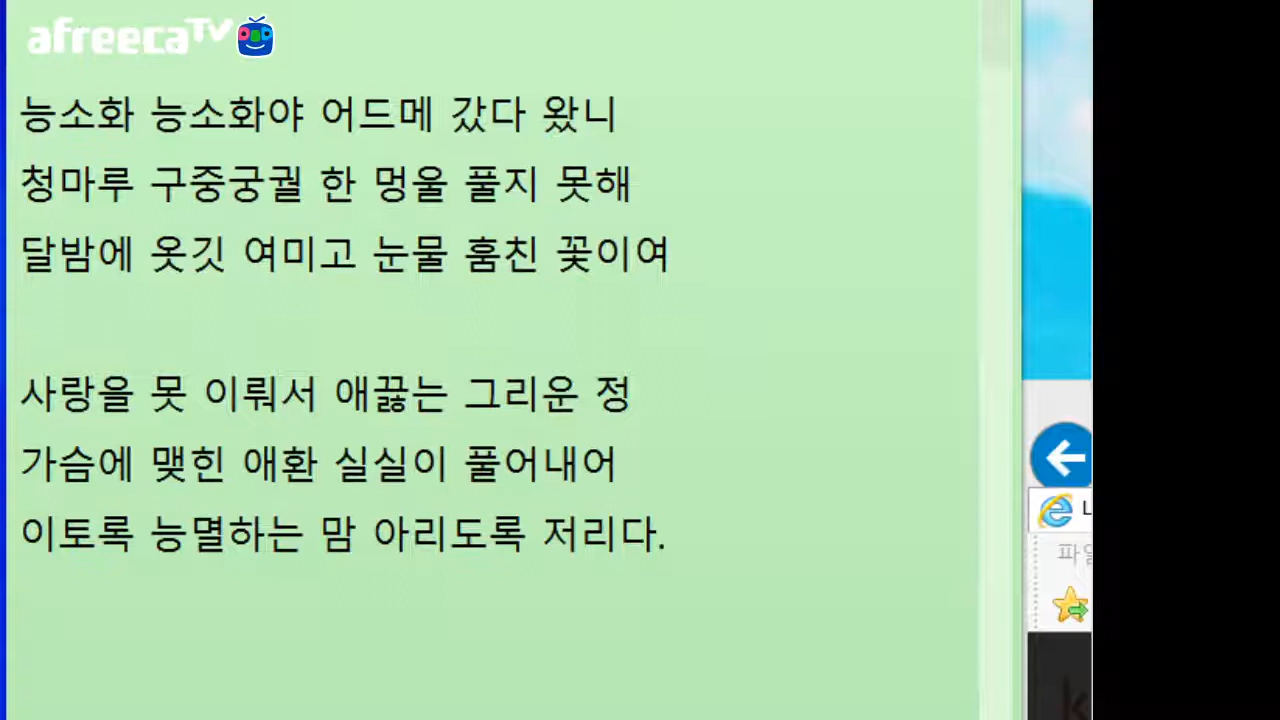 afreecaTV
능소화 능소화야 어드메 갔다 왔니
청마루 구중궁궐 한 멍울 풀지 못해
달밤에 옷깃 여미고 눈물 훔친 꽃이여
사랑을 못 이뤄서 애끓는 그리운 정
가슴에 맺힌 애환 실실이 풀어내어
이토록 능멸하는 맘 아리도록 저리다.